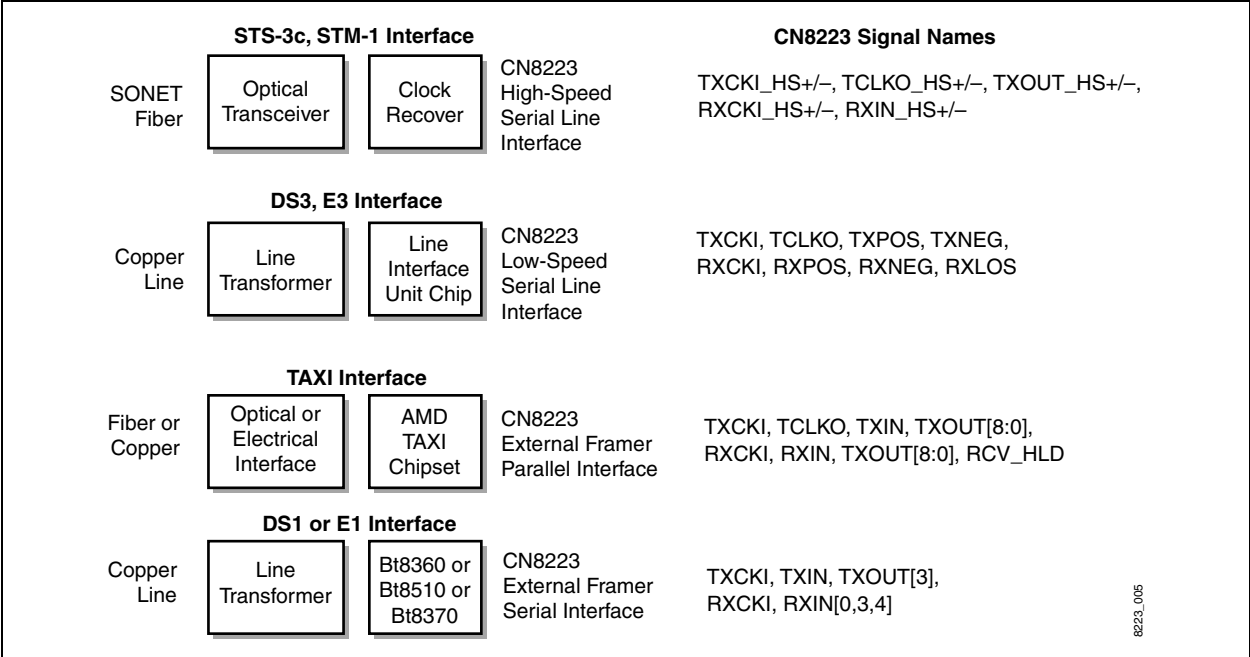 STS-3c, STM-1 Interface
CN8223 Signal Names
SONET
Fiber
Optical
Transceiver
Clock
Recover
CN8223
High-Speed
Serial Line
Interface
TXCKI_HS+/–, TCLKO_HS+/–, TXOUT_HS+/–,
RXCKI_HS+/–, RXIN_HS+/–
DS3, E3 Interface
Copper
Line
Line
Transformer
Line
Interface
Unit Chip
CN8223
Low-Speed
Serial Line
Interface
TXCKI, TCLKO, TXPOS, TXNEG,
RXCKI, RXPOS, RXNEG, RXLOS
TAXI Interface
Fiber or
Copper
Optical or
Electrical
Interface
AMD
TAXI
Chipset
CN8223
External Framer
Parallel Interface
TXCKI, TCLKO, TXIN, TXOUT[8:0],
RXCKI, RXIN, TXOUT[8:0], RCV_HLD
DS1 or E1 Interface
Copper
Line
Line
Transformer
Bt8360 or
Bt8510 or
Bt8370
CN8223
External Framer
Serial Interface
TXCKI, TXIN, TXOUT[3],
RXCKI, RXIN[0,3,4]
8223_005